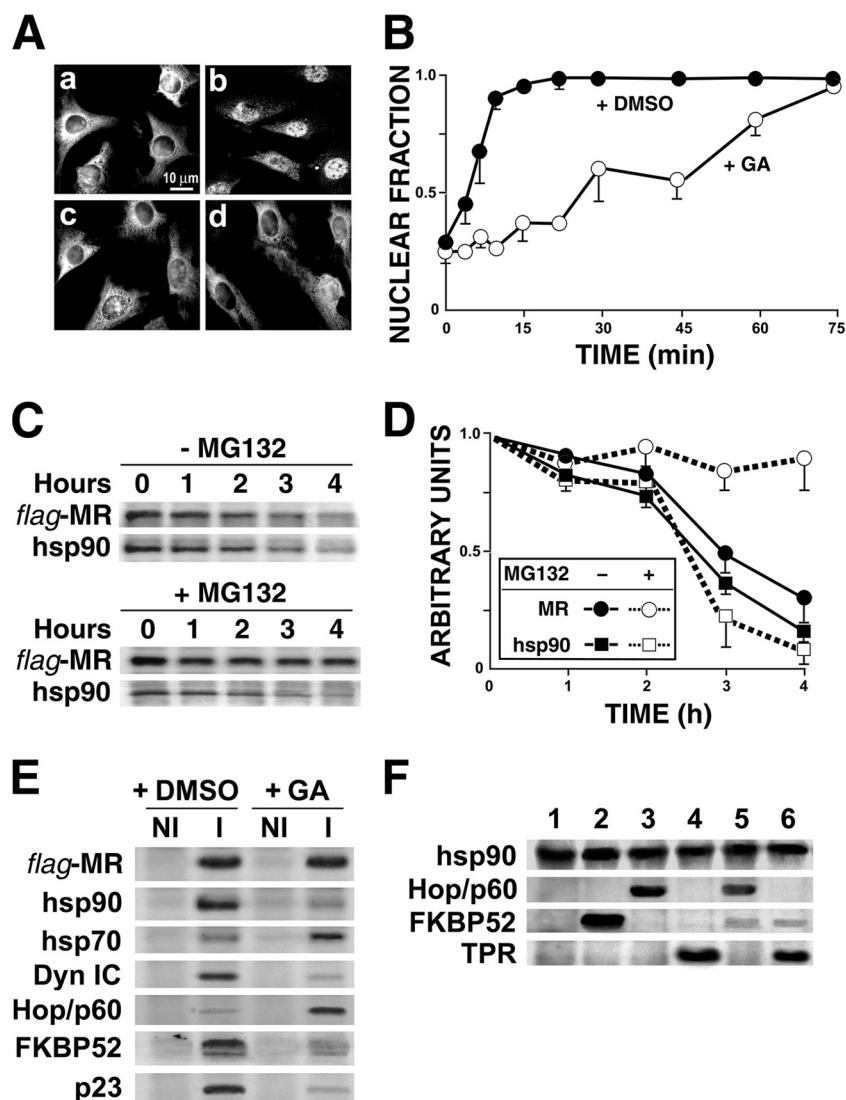 A
a
b
10 µm
c
d
B
NUCLEAR FRACTION
1.0
0.5
0
+ DMSO
+ GA
0 15 30 45 60 75
TIME (min)
C
- MG132
Hours 0 1 2 3 4
flag-MR
hsp90
+ MG132
Hours 0 1 2 3 4
flag-MR
hsp90
D
ARBITRARY UNITS
1.0
0.5
0
MG132 – +
MR
hsp90
0 1 2 3 4
TIME (h)
E
+ DMSO + GA
NI I NI I
flag-MR
hsp90
hsp70
Dyn IC
Hop/p60
FKBP52
p23
F
1 2 3 4 5 6
hsp90
Hop/p60
FKBP52
TPR